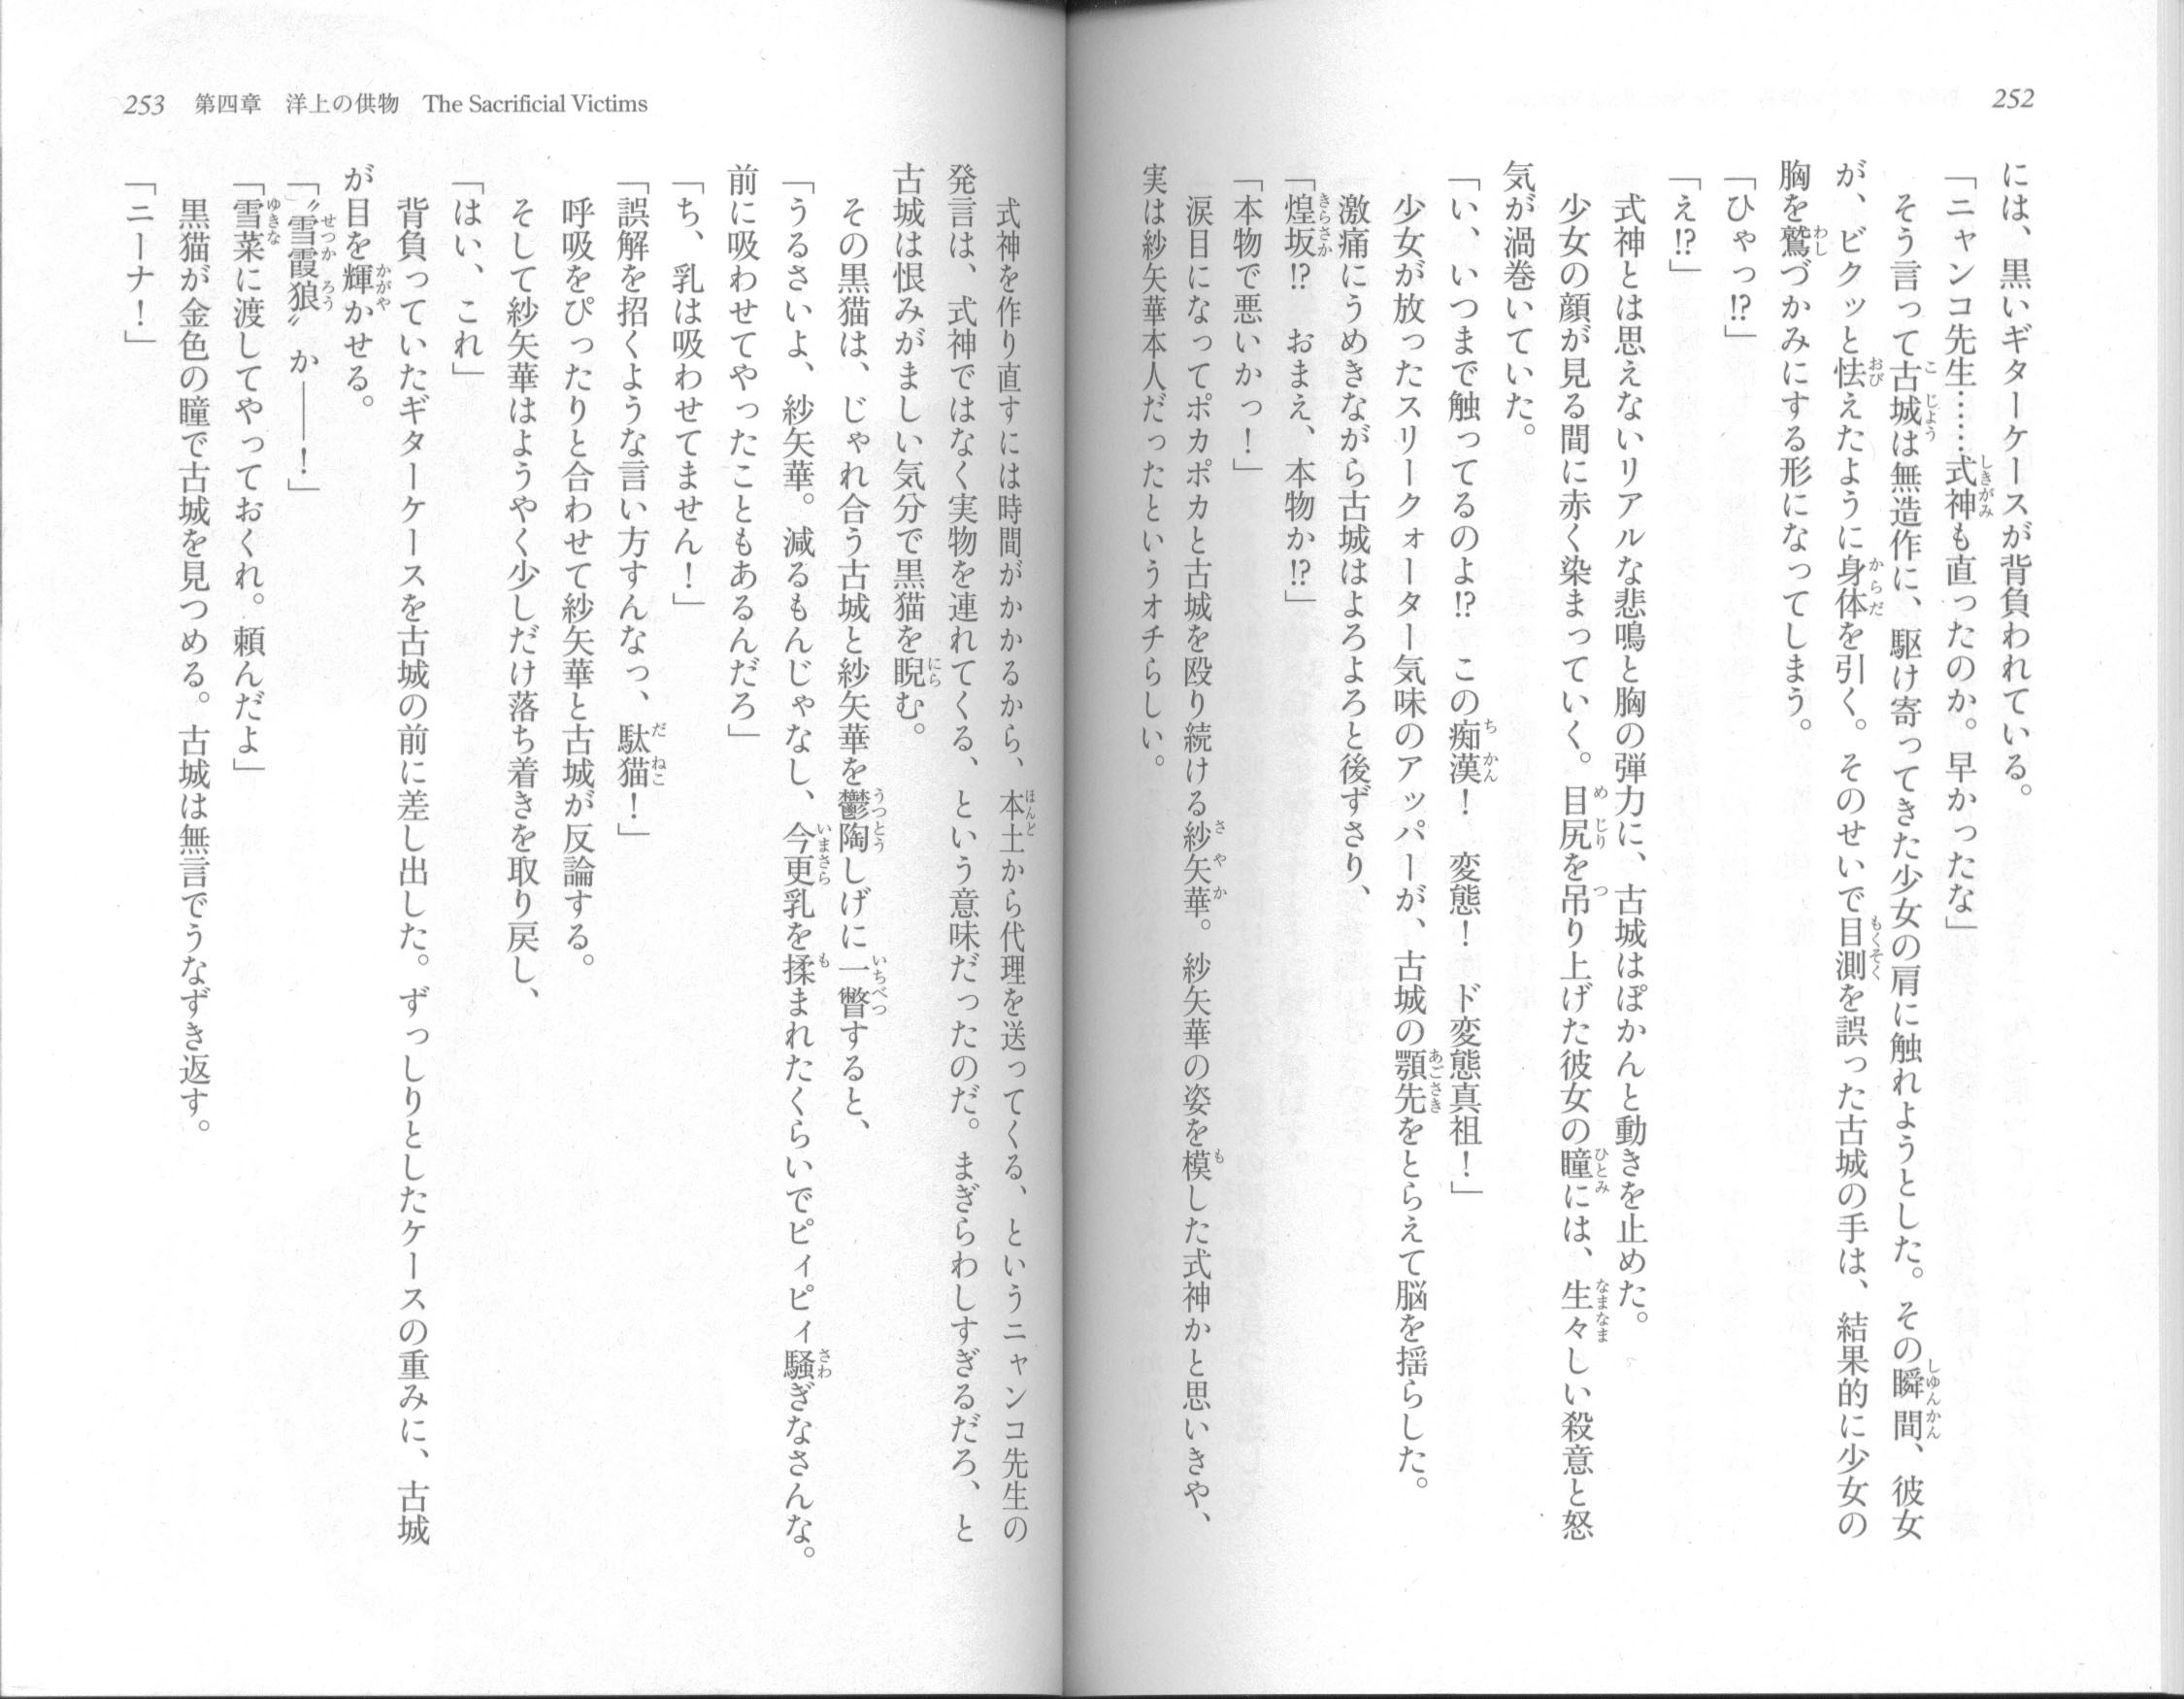 252
には、黒いギターケースが背負われている。
「ニャンコ先生……式神も直ったのか。早かったな」
そう言って古城は無造作に、駆け寄ってきた少女の肩に触れようとした。その瞬間、彼女
が、ビクッと怯えたように身体を引く。そのせいで目測を誤った古城の手は、結果的に少女の
胸を鷲づかみにする形になってしまう。
「ひゃっ!?」
「え!?」
式神とは思えないリアルな悲鳴と胸の弾力に、古城はぽかんと動きを止めた。
少女の顔が見る間に赤く染まっていく。目尻を吊り上げた彼女の瞳には、生々しい殺意と怒
気が渦巻いていた。
「い、いつまで触ってるのよ!?　この痴漢！　変態！　ド変態真祖！」
少女が放ったスリークォーター気味のアッパーが、古城の顎先をとらえて脳を揺らした。
激痛にうめきながら古城はよろよろと後ずさり、
「煌坂!?　おまえ、本物か!?」
「本物で悪いかっ！」
涙目になってポカポカと古城を殴り続ける紗矢華。紗矢華の姿を模した式神かと思いきや、
実は紗矢華本人だったというオチらしい。
253　第四章　洋上の供物　The Sacrificial Victims
式神を作り直すには時間がかかるから、本土から代理を送ってくる、というニャンコ先生の
発言は、式神ではなく実物を連れてくる、という意味だったのだ。まぎらわしすぎるだろ、と
古城は恨みがましい気分で黒猫を睨む。
その黒猫は、じゃれ合う古城と紗矢華を鬱陶しげに一瞥すると、
「うるさいよ、紗矢華。減るもんじゃなし、今更乳を揉まれたくらいでピィピィ騒ぎなさんな。
前に吸わせてやったこともあるんだろ」
「ち、乳は吸わせてません！」
「誤解を招くような言い方すんなっ、駄猫！」
呼吸をぴったりと合わせて紗矢華と古城が反論する。
そして紗矢華はようやく少しだけ落ち着きを取り戻し、
「はい、これ」
背負っていたギターケースを古城の前に差し出した。ずっしりとしたケースの重みに、古城
が目を輝かせる。
「〝雪霞狼〟か――！」
「雪菜に渡してやっておくれ。頼んだよ」
黒猫が金色の瞳で古城を見つめる。古城は無言でうなずき返す。
「ニーナ！」